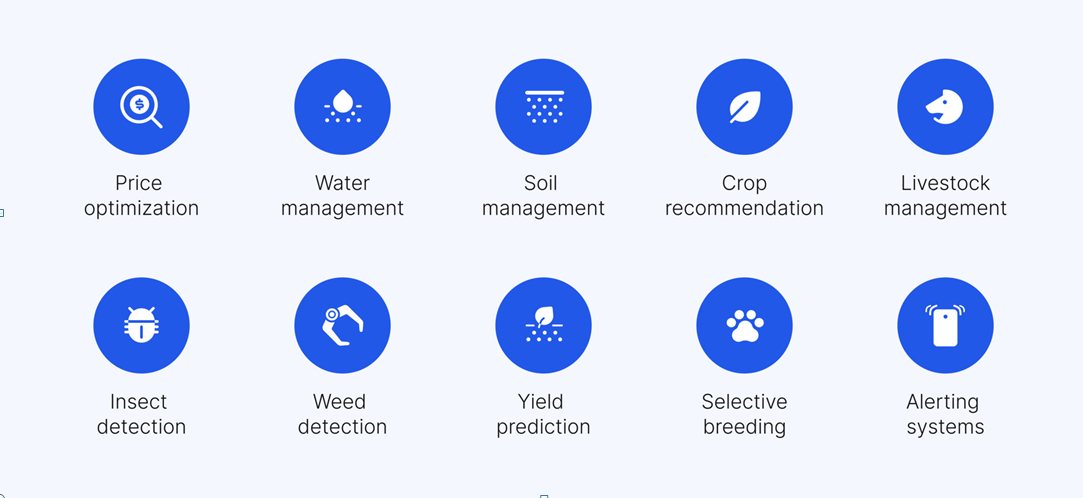 $
Price
optimization
Water
management
Soil
management
Crop
recommendation
Livestock
management
Insect
detection
Weed
detection
Yield
prediction
Selective
breeding
Alerting
systems